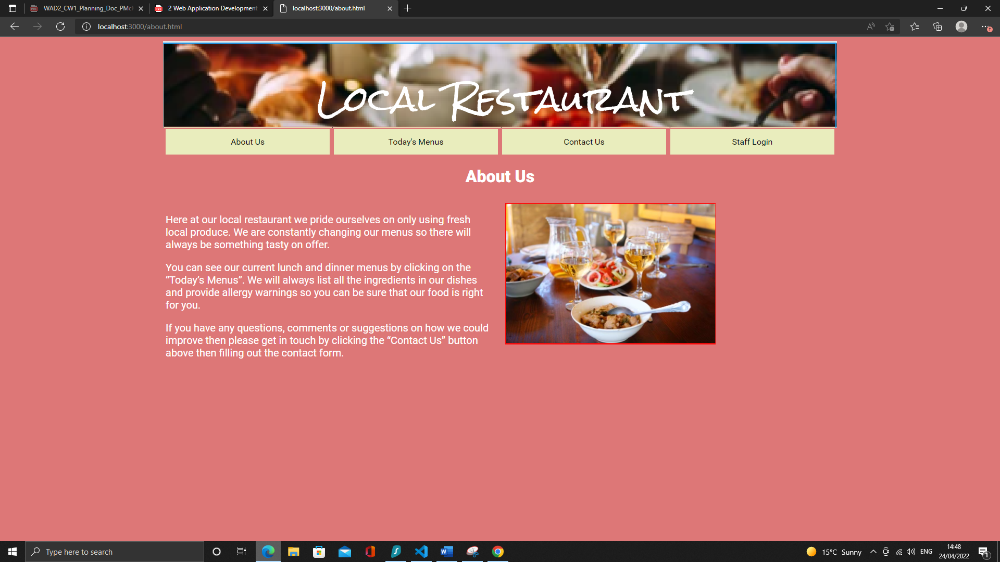 WAD2_CW1_Planning_Doc_PMc
2 Web Application Development
localhost:3000/about.html
localhost:3000/about.html
Local Restaurant
About Us
Today's Menus
Contact Us
Staff Login
About Us
Here at our local restaurant we pride ourselves on only using fresh
local produce. We are constantly changing our menus so there will
always be something tasty on offer.
You can see our current lunch and dinner menus by clicking on the
“Today’s Menus”. We will always list all the ingredients in our dishes
and provide allergy warnings so you can be sure that our food is right
for you.
If you have any questions, comments or suggestions on how we could
improve then please get in touch by clicking the “Contact Us” button
above then filling out the contact form.
Type here to search
15°C Sunny
ENG
14:48
24/04/2022
1